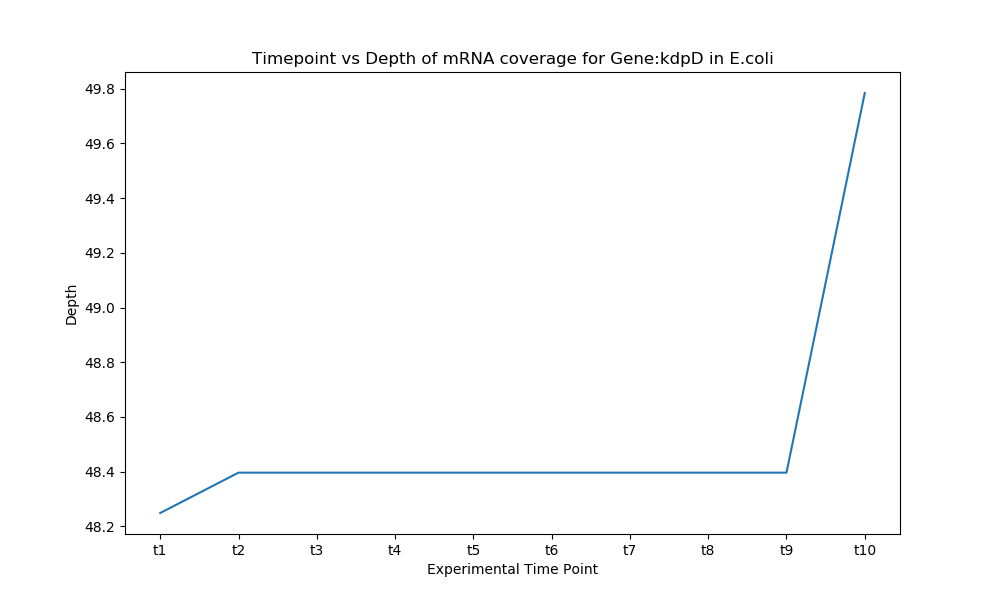 Timepoint vs Depth of mRNA coverage for Gene:kdpD in E.coli
49.8
49.6
49.4
49.2
49.0
48.8
48.6
48.4
48.2
Depth
t1 t2 t3 t4 t5 t6 t7 t8 t9 t10
Experimental Time Point